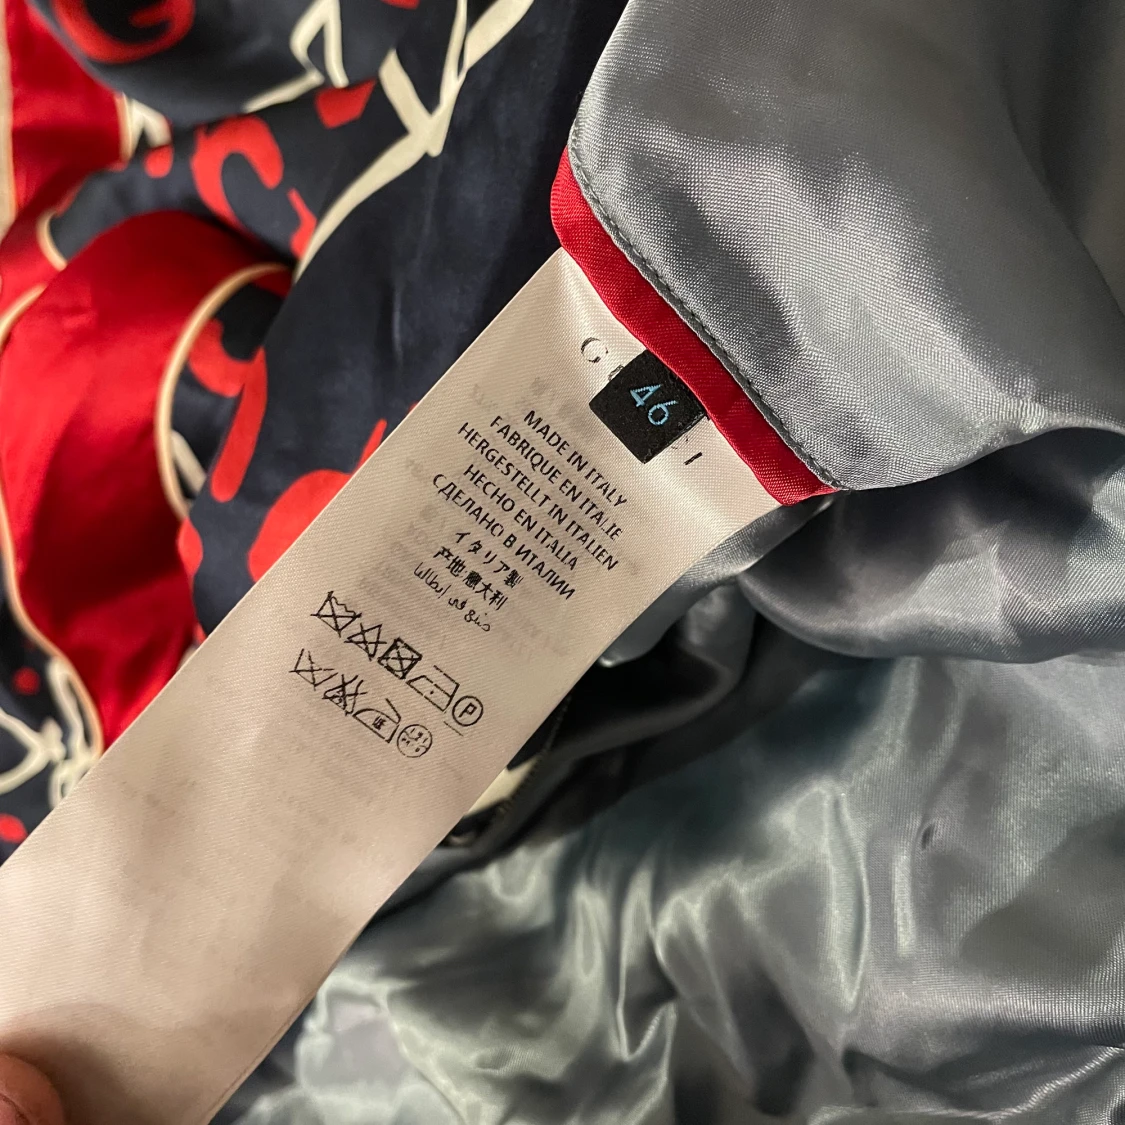 G I
46
MADE IN ITALY
FABRIQUE EN ITALIE
HERGESTELLT IN ITALIEN
HECHO EN ITALIA
СДЕЛАНО В ИТАЛИИ
イタリア製
产地 意大利
صنع في إيطاليا
P